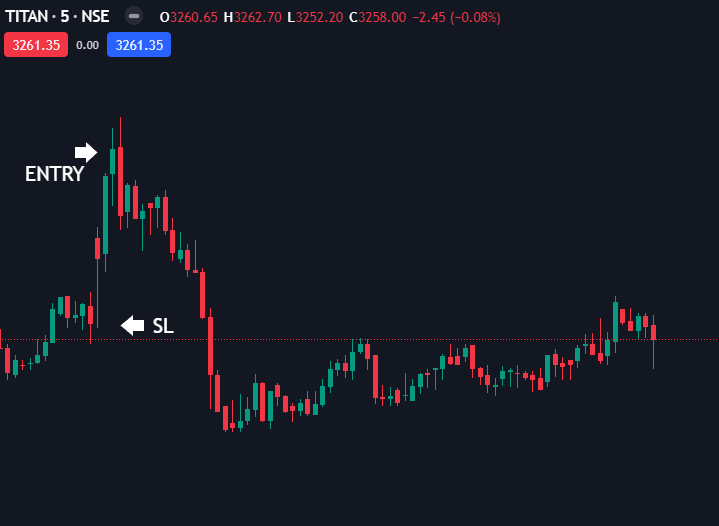 TITAN · 5 · NSE O3260.65 H3262.70 L3252.20 C3258.00 −2.45 (−0.08%)
3261.35 0.00 3261.35
ENTRY
SL